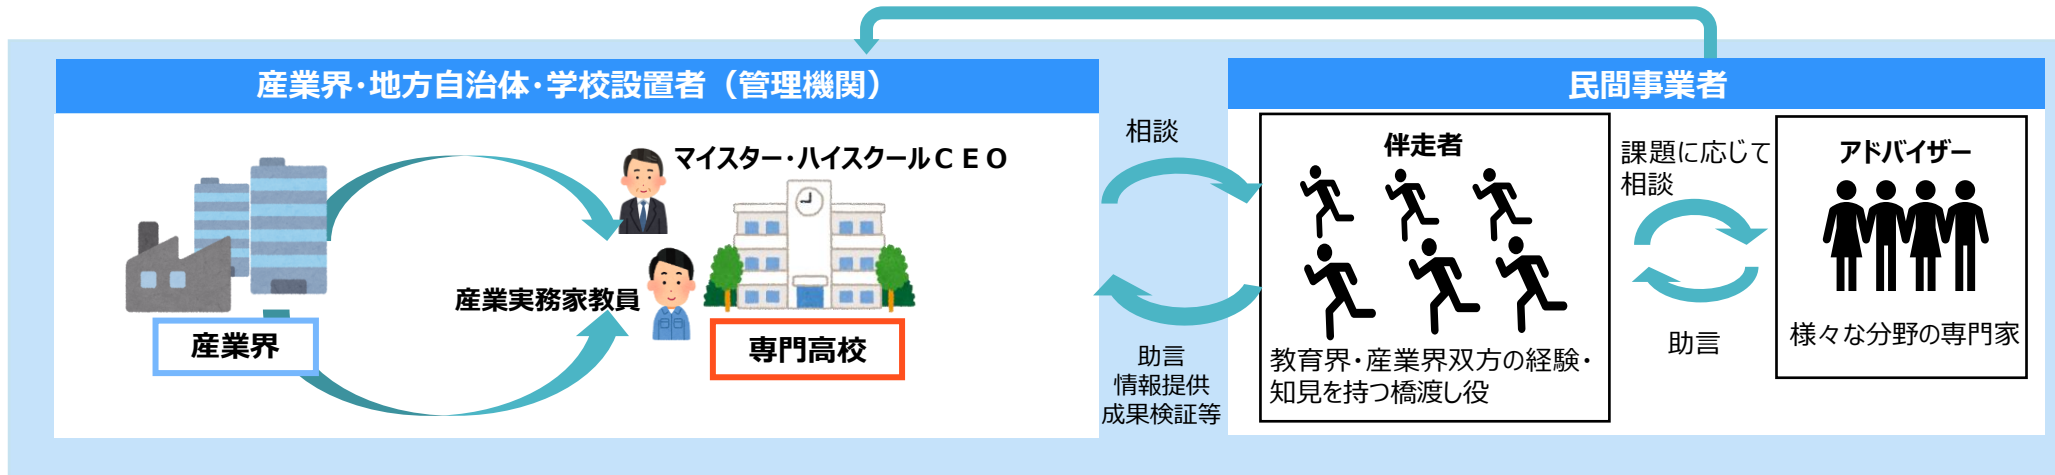 産業界・地方自治体・学校設置者（管理機関）
マイスター・ハイスクールＣＥＯ
産業実務家教員
産業界
専門高校
相談
助言
情報提供
成果検証等
民間事業者
伴走者
教育界・産業界双方の経験・
知見を持つ橋渡し役
課題に応じて
相談
助言
アドバイザー
様々な分野の専門家